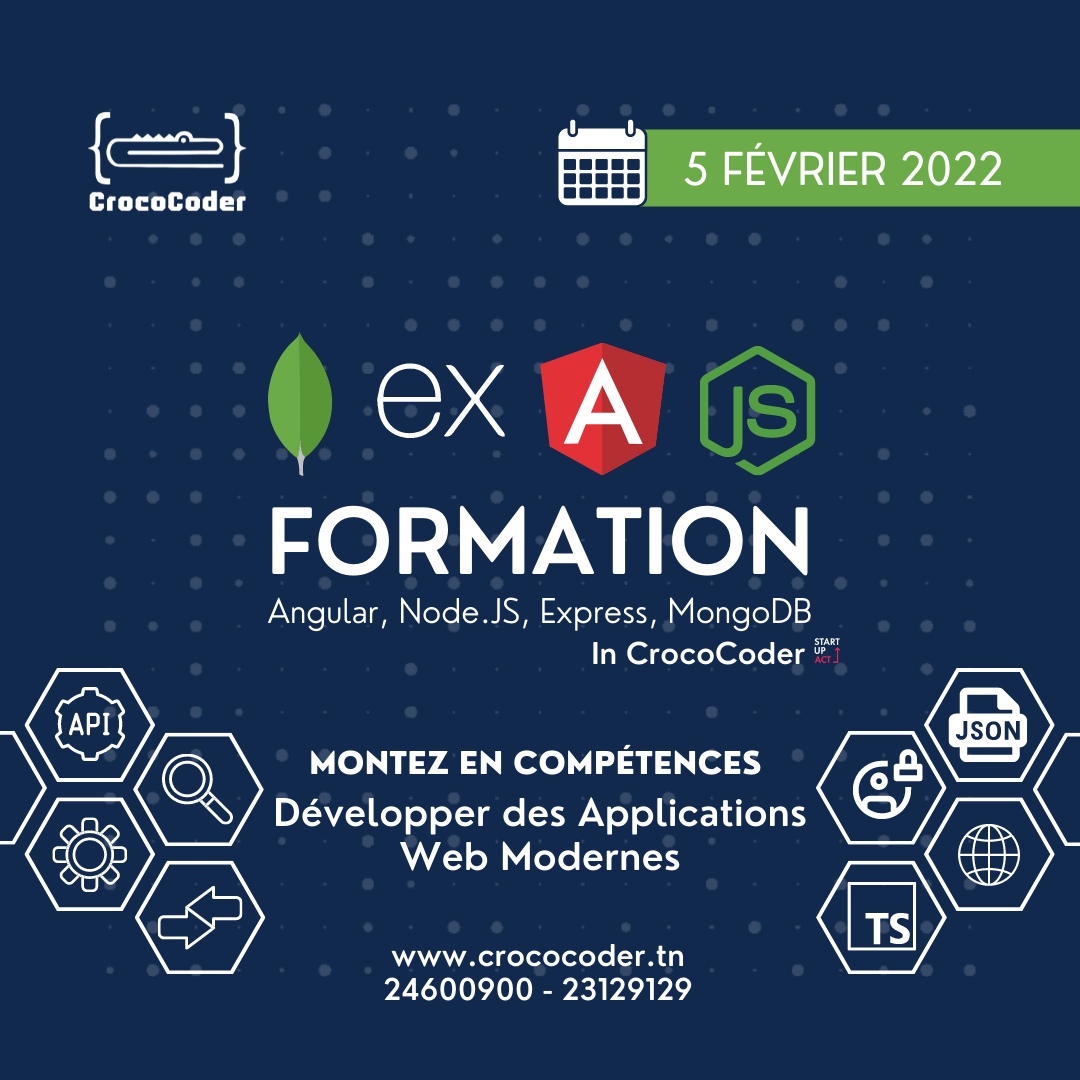 CrocoCoder
5 FÉVRIER 2022
ex
A
JS
FORMATION
Angular, Node.JS, Express, MongoDB
In CrocoCoder
START
UP
ACT
API
JSON
MONTEZ EN COMPÉTENCES
Développer des Applications
Web Modernes
TS
www.crococoder.tn
24600900 - 23129129